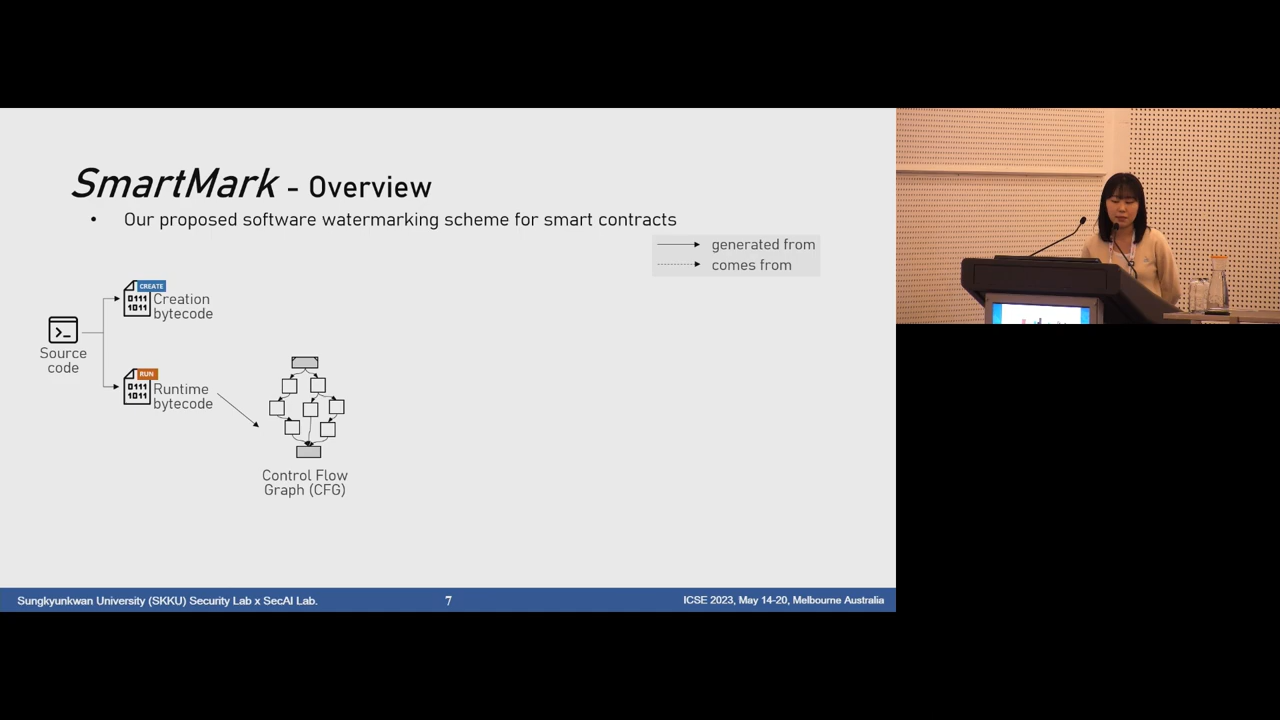 SmartMark - Overview
• Our proposed software watermarking scheme for smart contracts
generated from
comes from
CREATE
0111
1011
Creation
bytecode
Source
code
RUN
0111
1011
Runtime
bytecode
Control Flow
Graph (CFG)
Sungkyunkwan University (SKKU) Security Lab x SecAI Lab.
7
ICSE 2023, May 14-20, Melbourne Australia